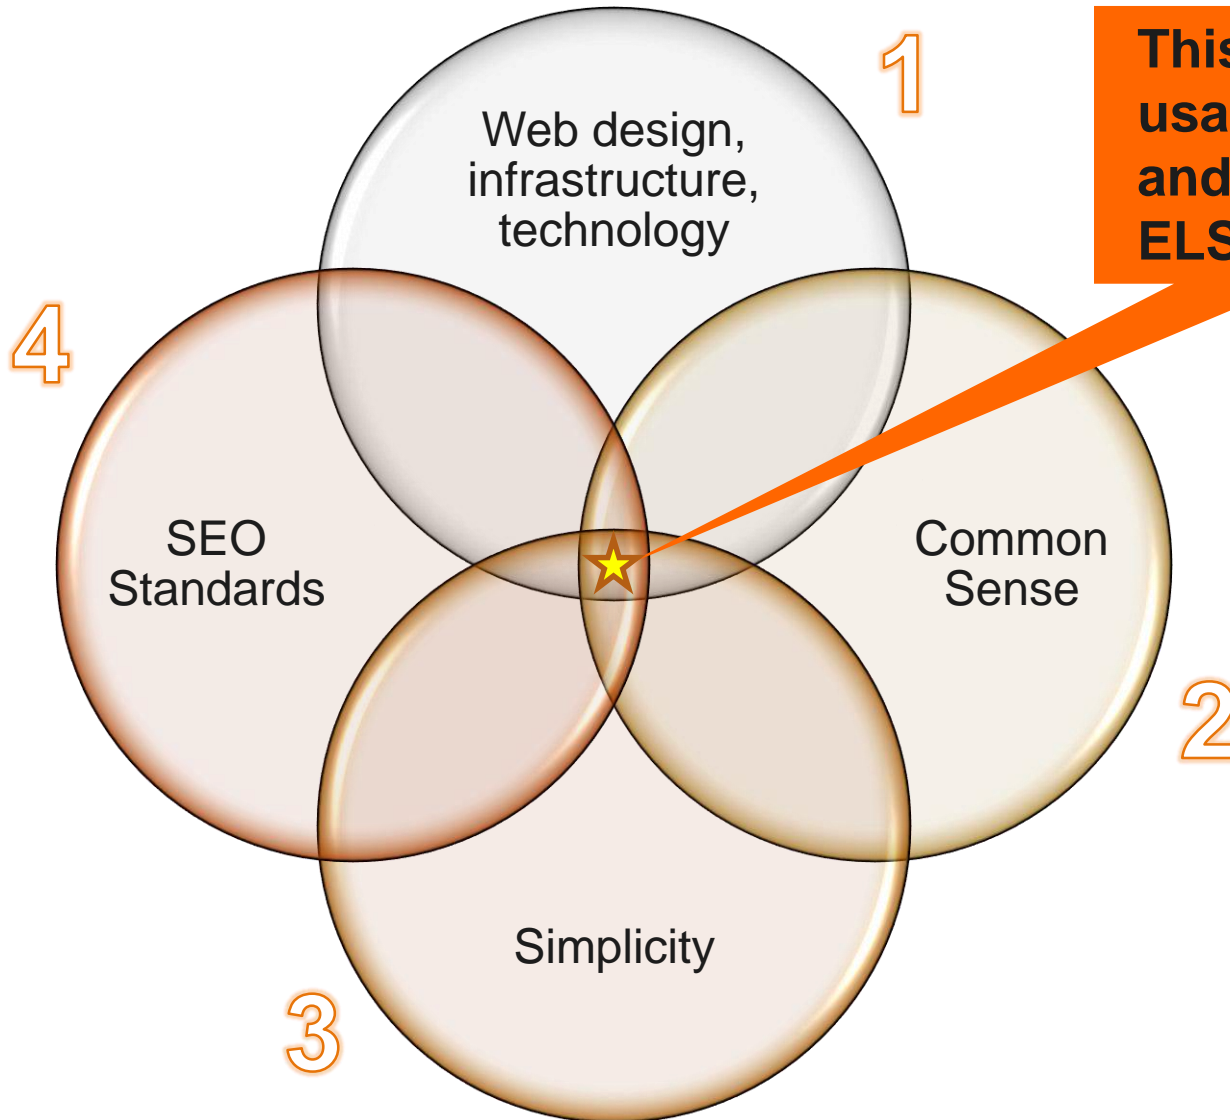 1
This
usa
and
ELS
Web design,
infrastructure,
technology
4
SEO
Standards
Common
Sense
2
Simplicity
3